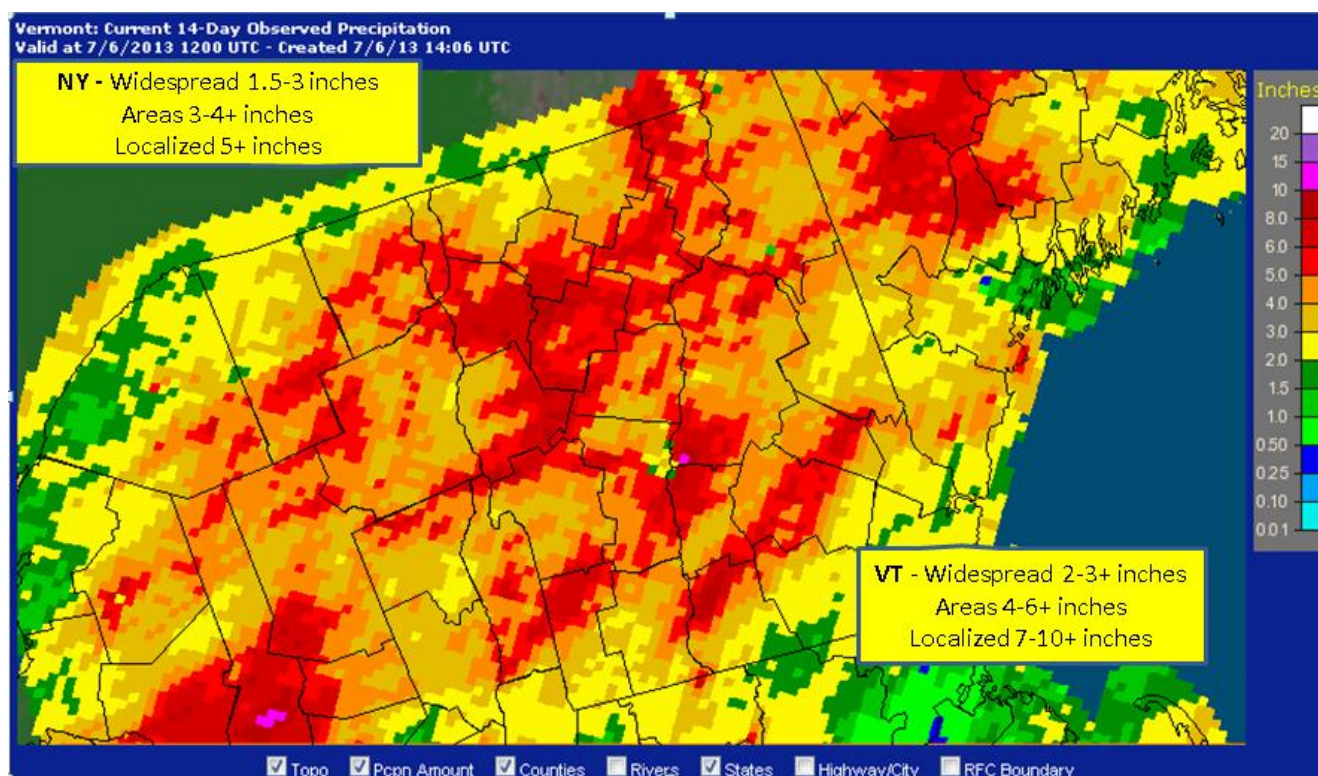 Vermont: Current 14-Day Observed Precipitation
Valid at 7/6/2013 1200 UTC - Created 7/6/13 14:06 UTC
NY - Widespread 1.5-3 inches
Areas 3-4+ inches
Localized 5+ inches
Inches
20
15
10
8.0
6.0
5.0
4.0
3.0
2.0
1.5
1.0
0.50
0.25
0.10
0.01
VT - Widespread 2-3+ inches
Areas 4-6+ inches
Localized 7-10+ inches
Topo Pcpn Amount Counties Rivers States Highway/City RFC Boundary